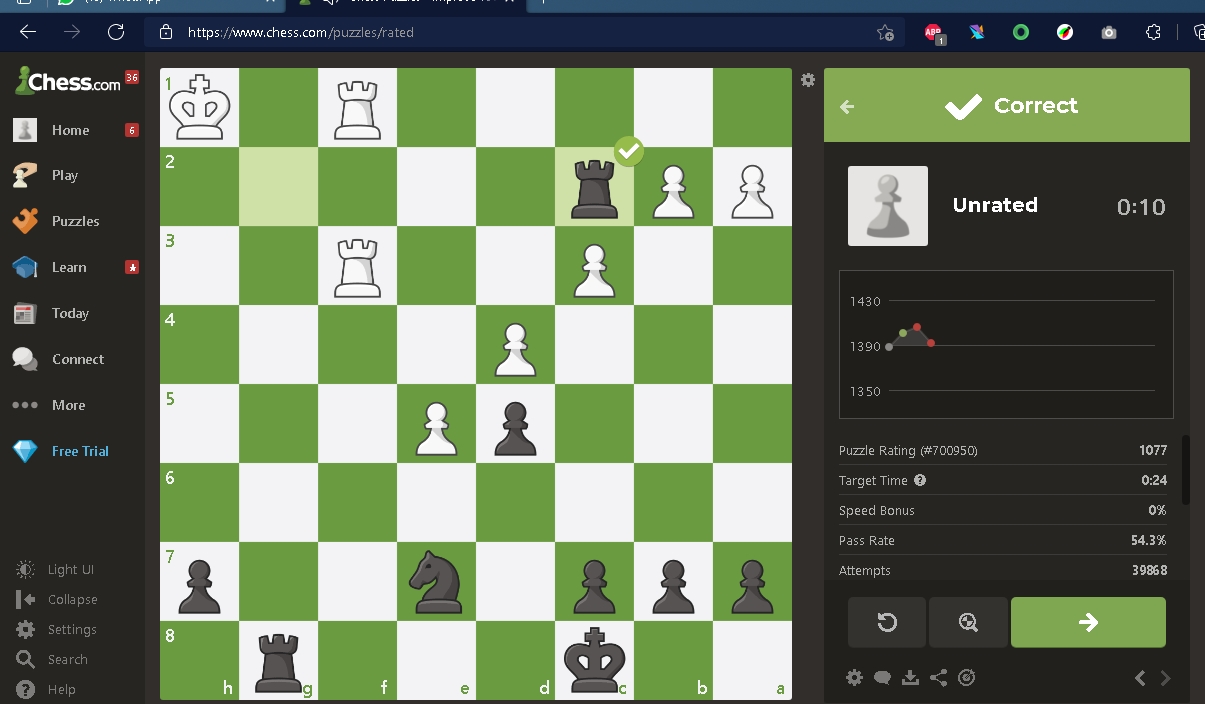 https://www.chess.com/puzzles/rated
ABP
1
Chess.com
36
Home
6
Play
Puzzles
Learn
Today
Connect
More
Free Trial
Light UI
Collapse
Settings
Search
Help
1
2
3
4
5
6
7
8
h
g
f
e
d
c
b
a
Correct
Unrated
0:10
1430
1390
1350
Puzzle Rating (#700950)
1077
Target Time
0:24
Speed Bonus
0%
Pass Rate
54.3%
Attempts
39868